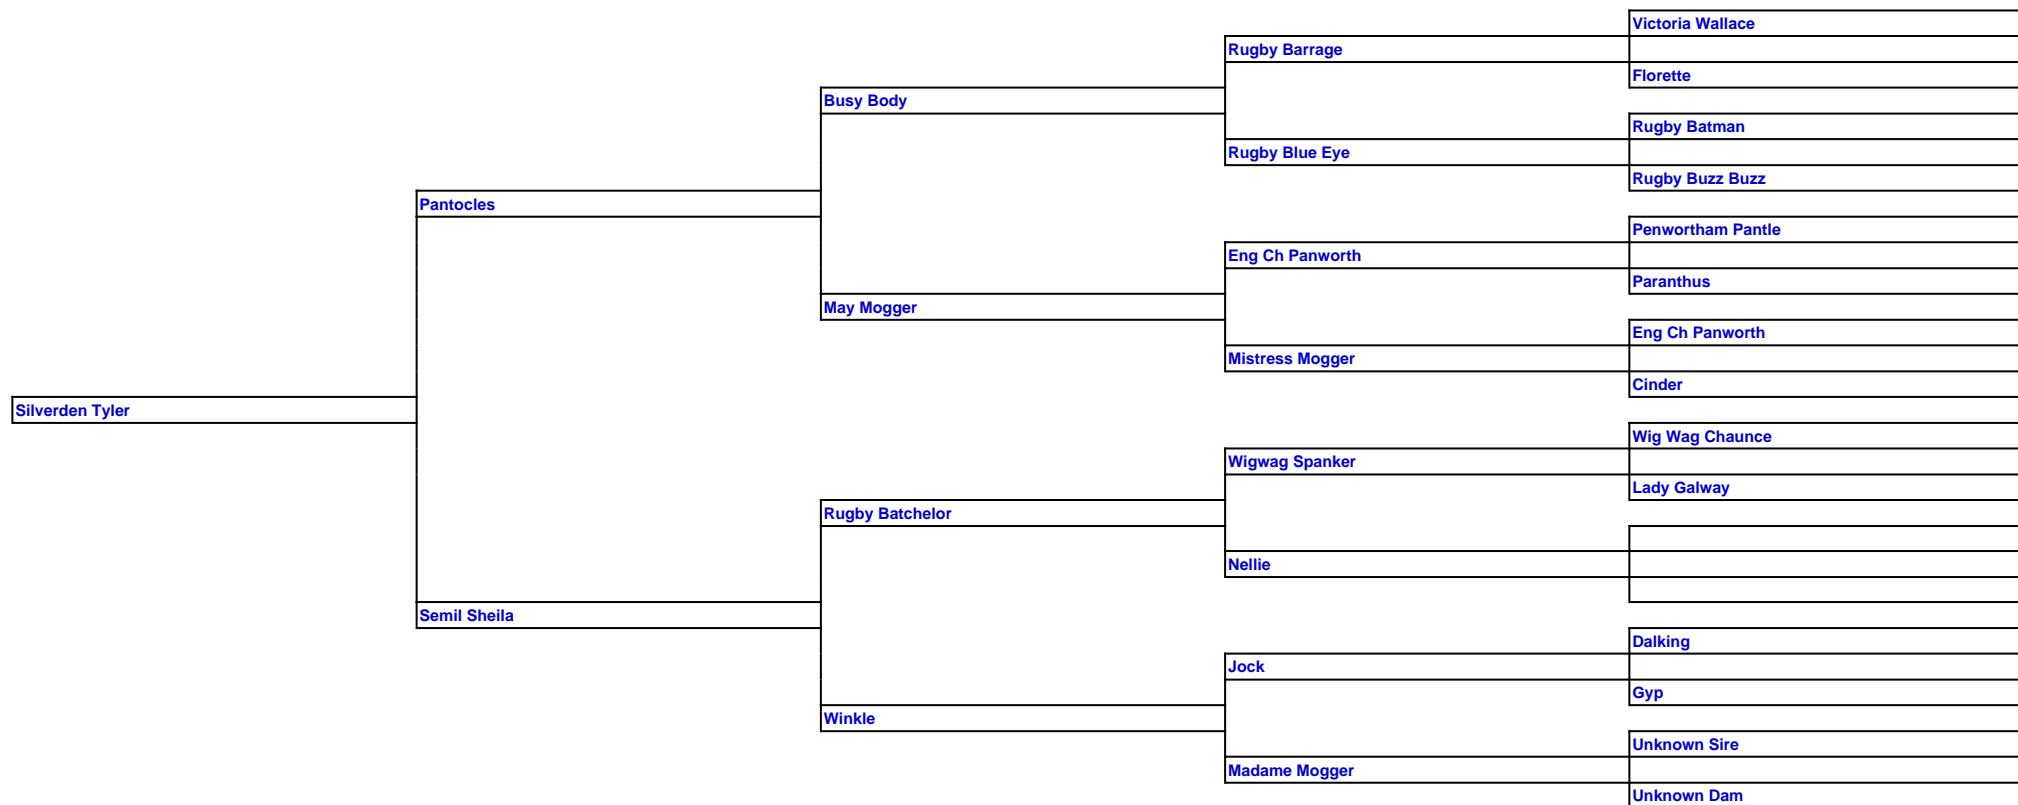 Victoria Wallace
Rugby Barrage
Florette
Busy Body
Rugby Batman
Rugby Blue Eye
Rugby Buzz Buzz
Pantocles
Penwortham Pantle
Eng Ch Panworth
Paranthus
May Mogger
Eng Ch Panworth
Mistress Mogger
Cinder
Silverden Tyler
Wig Wag Chaunce
Wigwag Spanker
Lady Galway
Rugby Batchelor
Nellie
Semil Sheila
Dalking
Jock
Gyp
Winkle
Unknown Sire
Madame Mogger
Unknown Dam